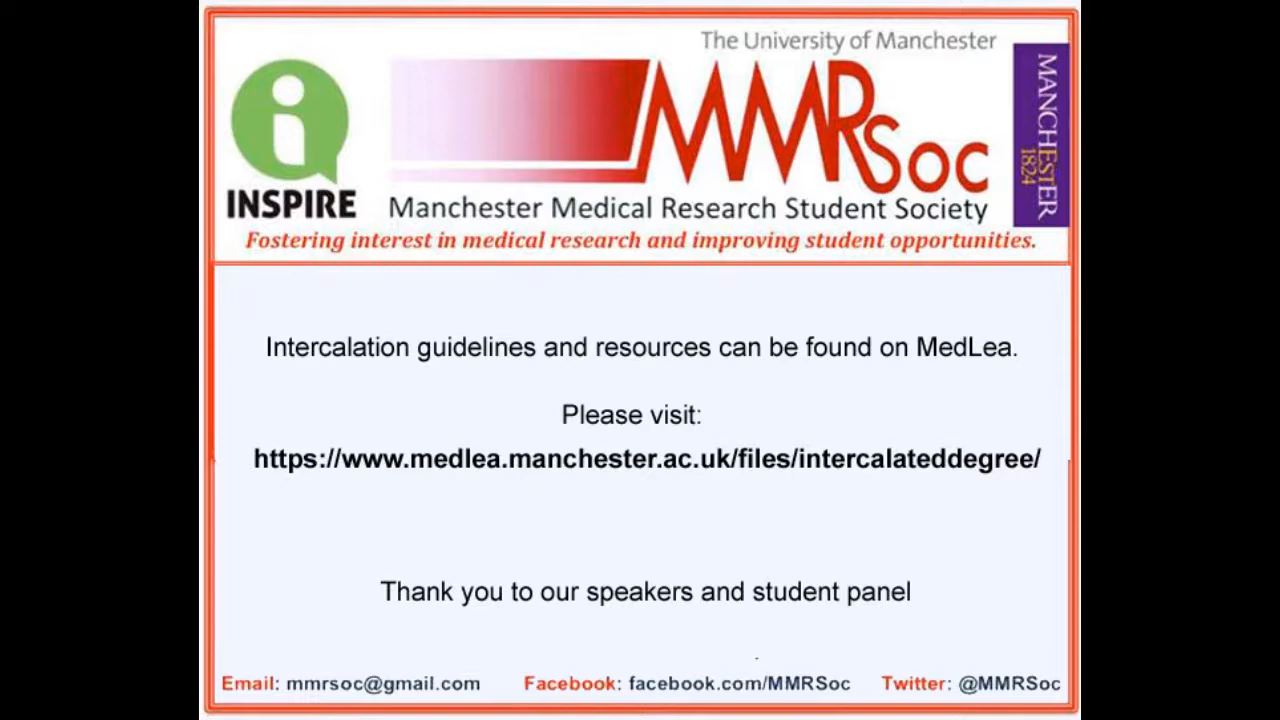 The University of Manchester
MMRSoc
MANCHESTER
1824
INSPIRE
Manchester Medical Research Student Society
Fostering interest in medical research and improving student opportunities.
Intercalation guidelines and resources can be found on MedLea.
Please visit:
https://www.medlea.manchester.ac.uk/files/intercalateddegree/
Thank you to our speakers and student panel
Email: mmrsoc@gmail.com Facebook: facebook.com/MMRSoc Twitter: @MMRSoc